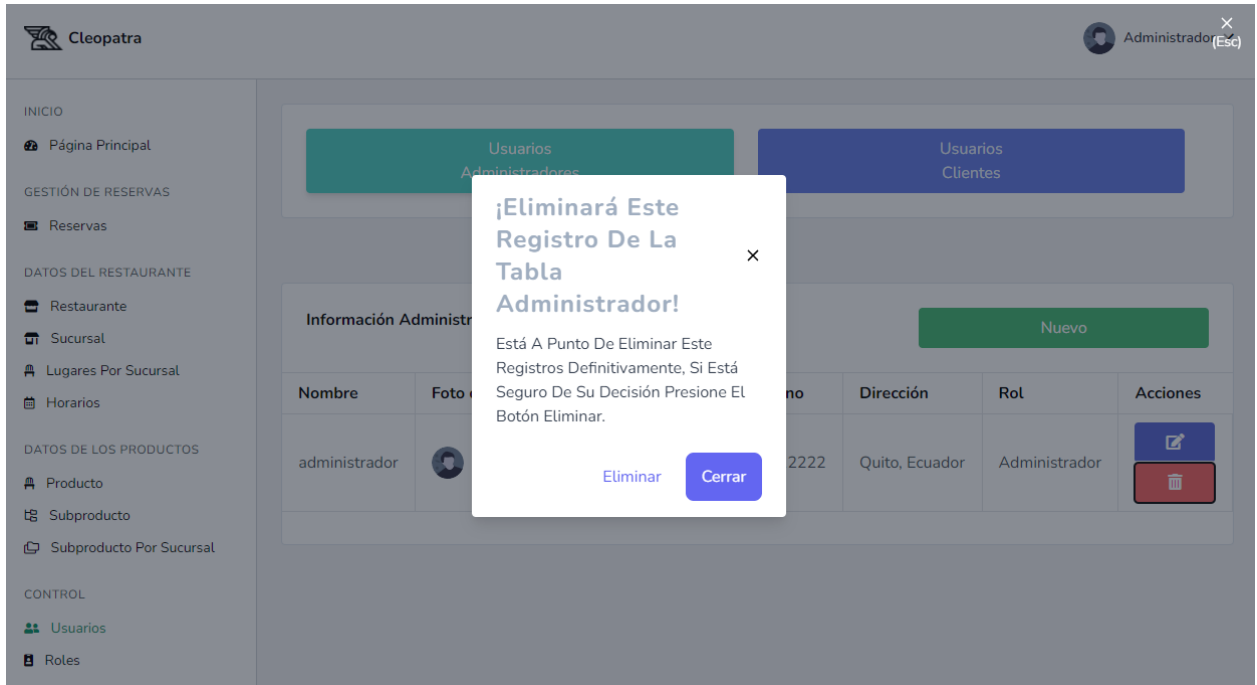 Cleopatra
Administrador
(Esc)
INICIO
Página Principal
GESTIÓN DE RESERVAS
Reservas
DATOS DEL RESTAURANTE
Restaurante
Sucursal
Lugares Por Sucursal
Horarios
DATOS DE LOS PRODUCTOS
Producto
Subproducto
Subproducto Por Sucursal
CONTROL
Usuarios
Roles
Usuarios
Administradores
Usuarios
Clientes
¡Eliminará Este
Registro De La
Tabla
Administrador!
Está A Punto De Eliminar Este
Registros Definitivamente, Si Está
Seguro De Su Decisión Presione El
Botón Eliminar.
Eliminar Cerrar
Información
Nuevo
Nombre Foto Dirección Rol Acciones
administrador 2222 Quito, Ecuador Administrador